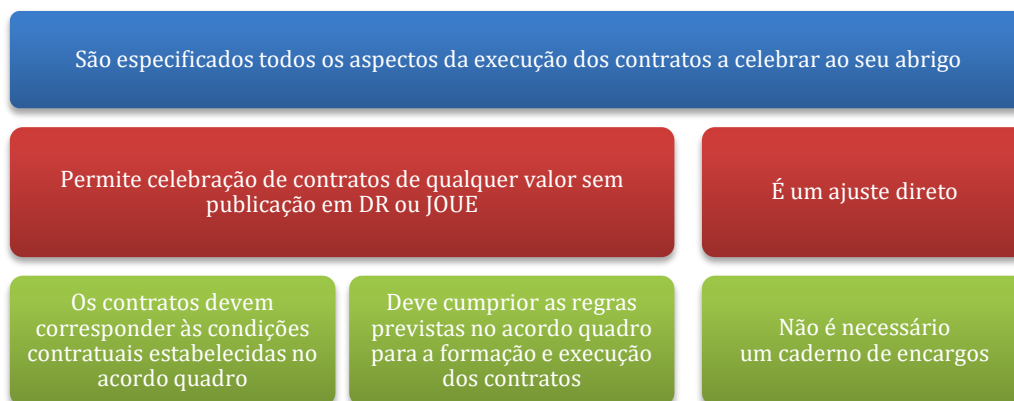 São especificados todos os aspectos da execução dos contratos a celebrar ao seu abrigo
Permite celebração de contratos de qualquer valor sem
publicação em DR ou JOUE
É um ajuste direto
Os contratos devem
corresponder às condições
contratuais estabelecidas no
acordo quadro
Deve cumprior as regras
previstas no acordo quadro
para a formação e execução
dos contratos
Não é necessário
um caderno de encargos